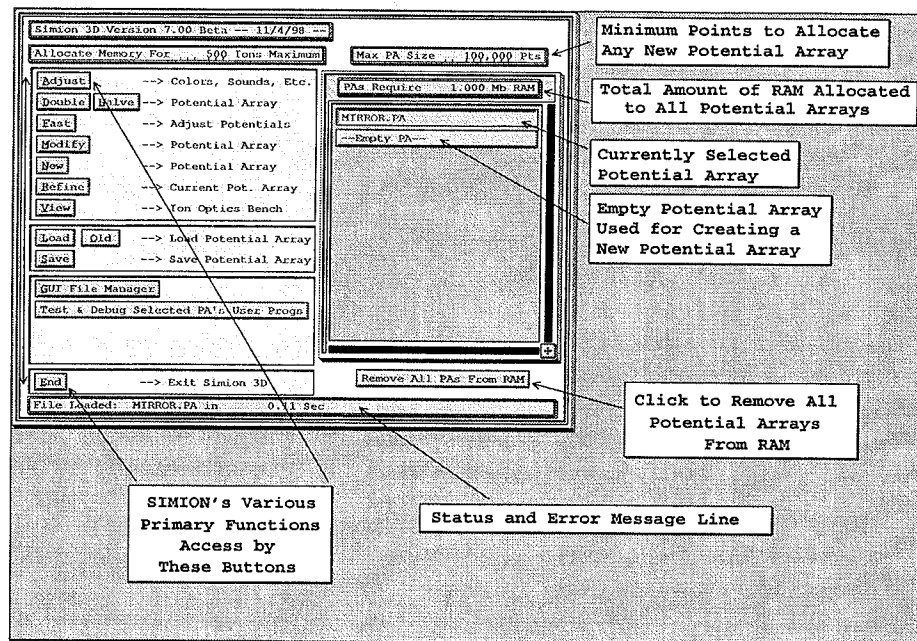 Simion 3D Version 7.00 Beta -- 11/4/98 --
Allocate Memory For 500 Ions Maximum
Max PA Size 100,000 Pts
Adjust --> Colors, Sounds, Etc.
Double Halve --> Potential Array
Fast --> Adjust Potentials
Modify --> Potential Array
New --> Potential Array
Refine --> Current Pot. Array
View --> Ion Optics Bench
Load Old --> Load Potential Array
Save --> Save Potential Array
GUI File Manager
Test & Debug Selected PA's User Progs
End --> Exit Simion 3D
File Loaded: MIRROR.PA in 0.71 Sec
PAs Require 1.000 Mb RAM
MIRROR.PA
--Empty PA--
Remove All PAs From RAM
Minimum Points to Allocate
Any New Potential Array
Total Amount of RAM Allocated
to All Potential Arrays
Currently Selected
Potential Array
Empty Potential Array
Used for Creating a
New Potential Array
Click to Remove All
Potential Arrays
From RAM
Status and Error Message Line
SIMION's Various
Primary Functions
Access by
These Buttons